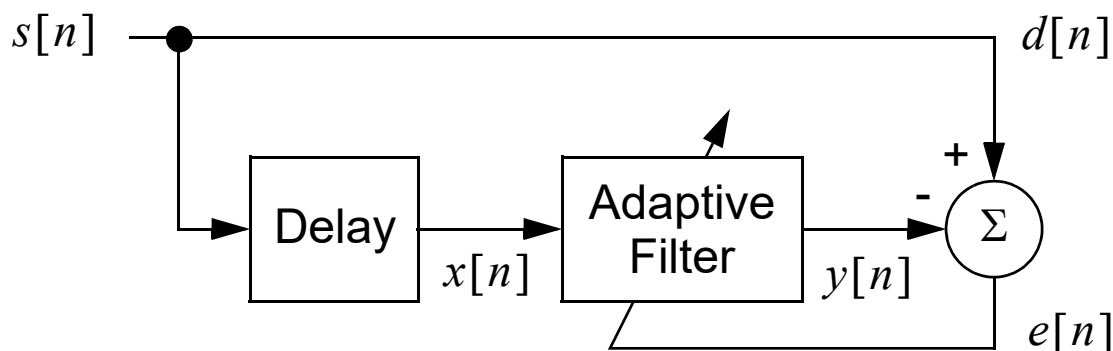 s[n]
d[n]
+
-
Delay
x[n]
Adaptive
Filter
y[n]
Σ
e[n]